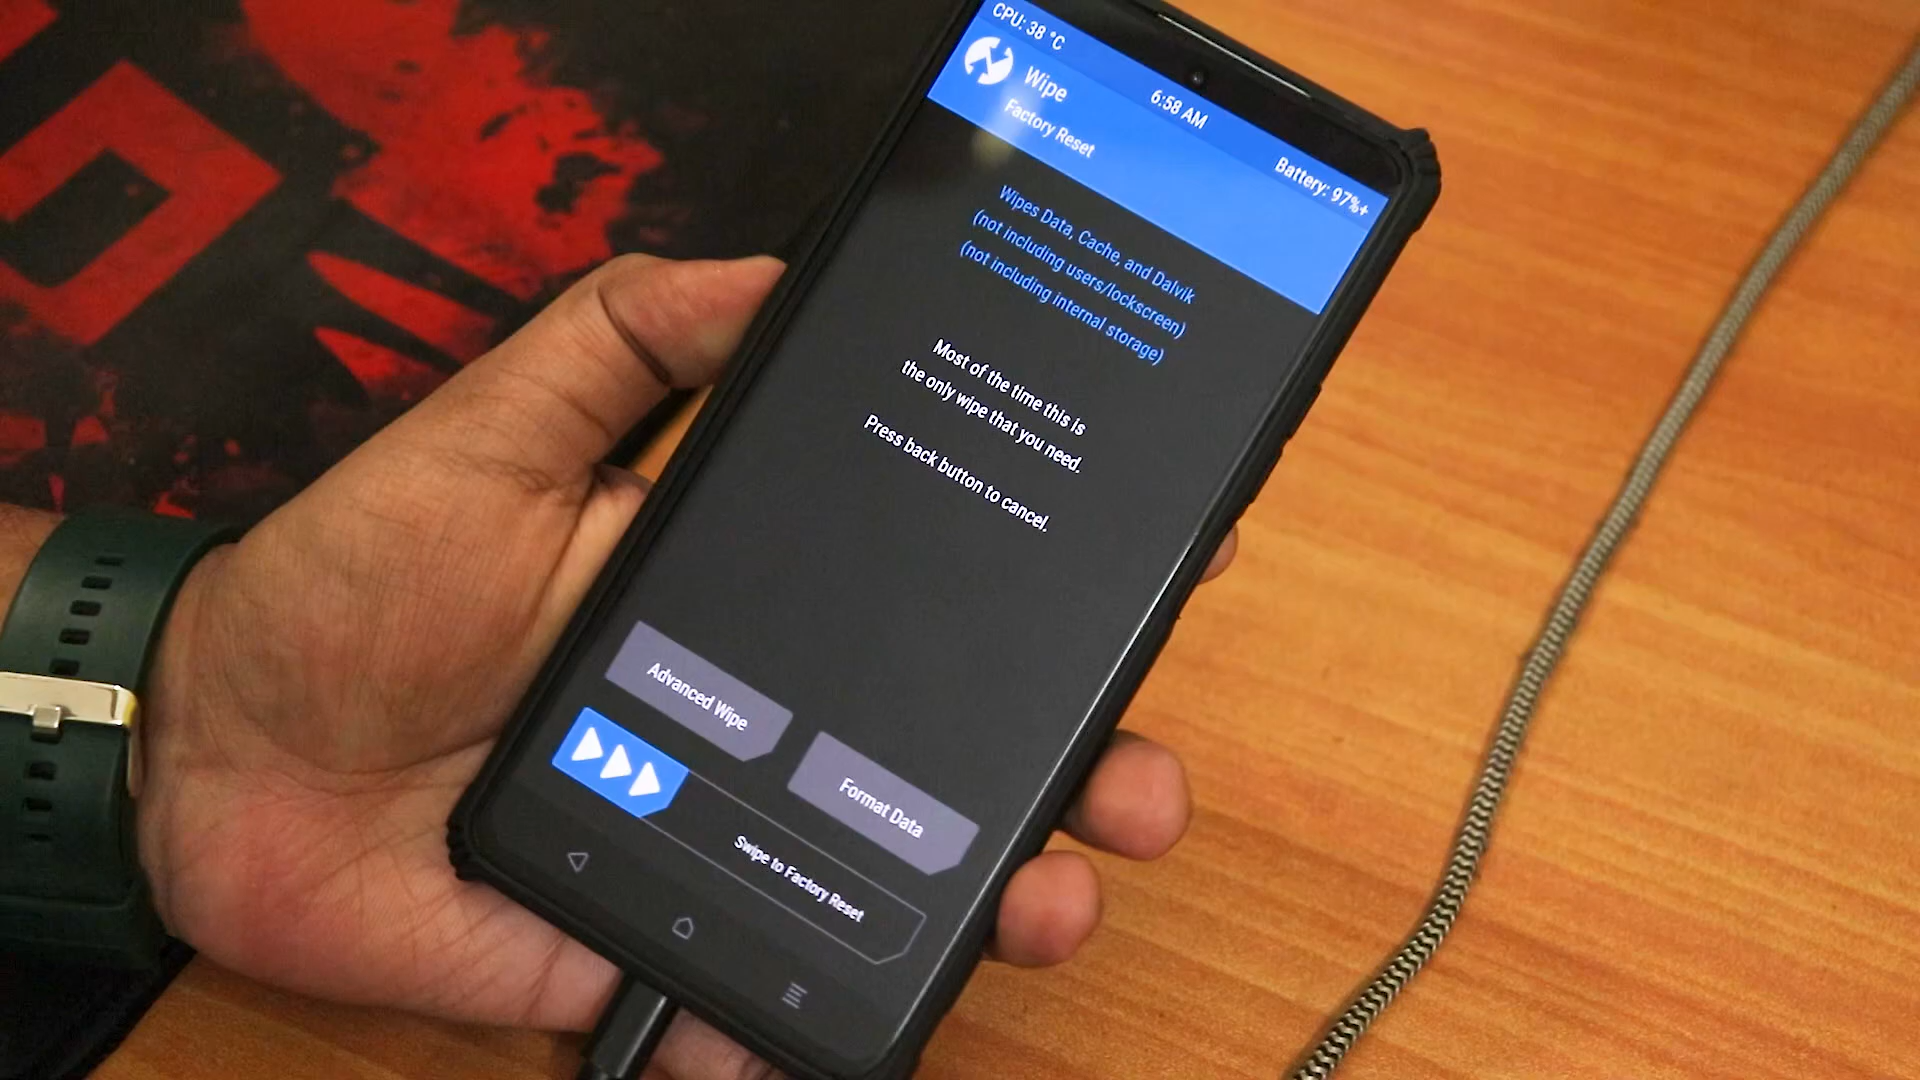 CPU: 38 °C
6:58 AM
Battery: 97%+
Wipe
Factory Reset
Wipes Data, Cache, and Dalvik
(not including users/lockscreen)
(not including internal storage)
Most of the time this is
the only wipe that you need.
Press back button to cancel.
Advanced Wipe
Format Data
Swipe to Factory Reset